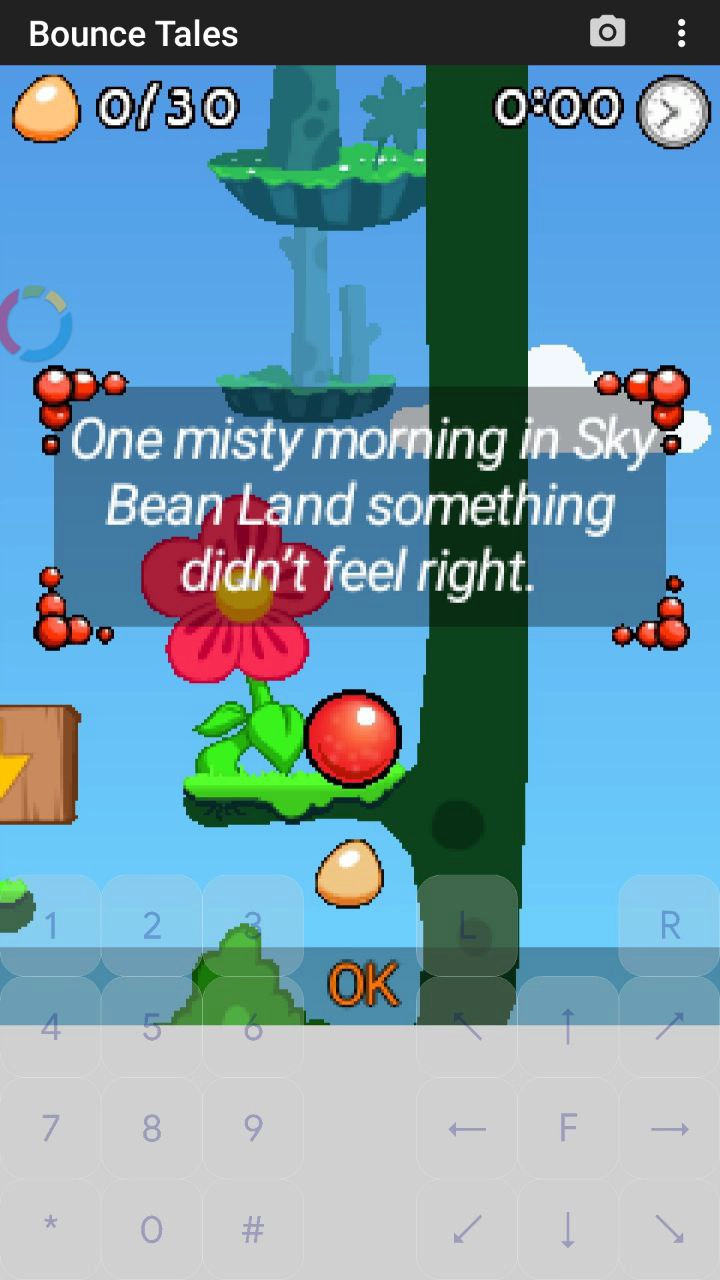 Bounce Tales
0/30
0:00
One misty morning in Sky
Bean Land something
didn't feel right.
1 2 3 L R
OK
4 5 6 ↖ ↑ ↗
7 8 9 ← F →
* 0 # ↙ ↓ ↘